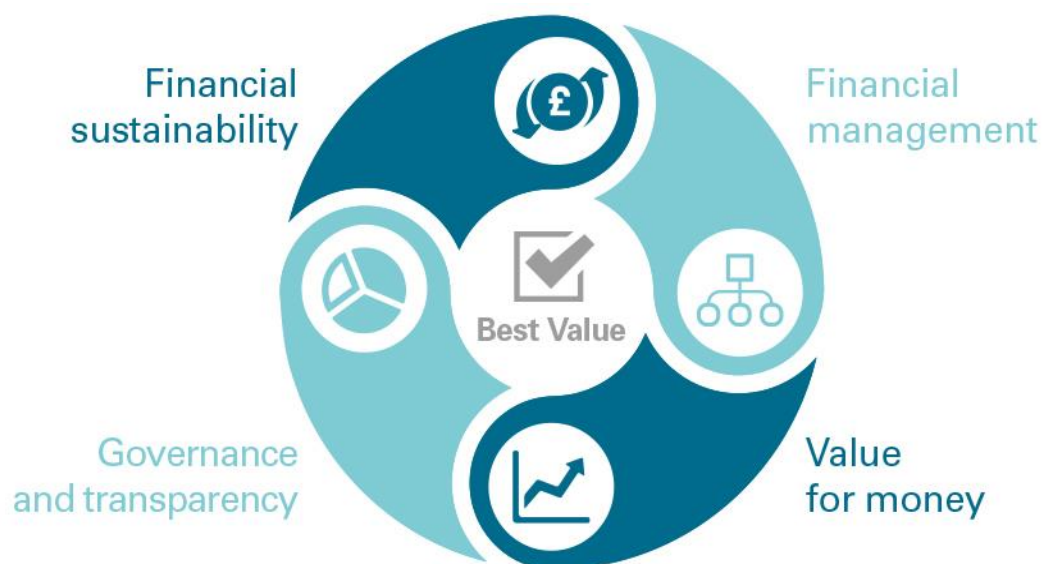 Financial
sustainability
Financial
management
£
Best Value
Governance
and transparency
Value
for money